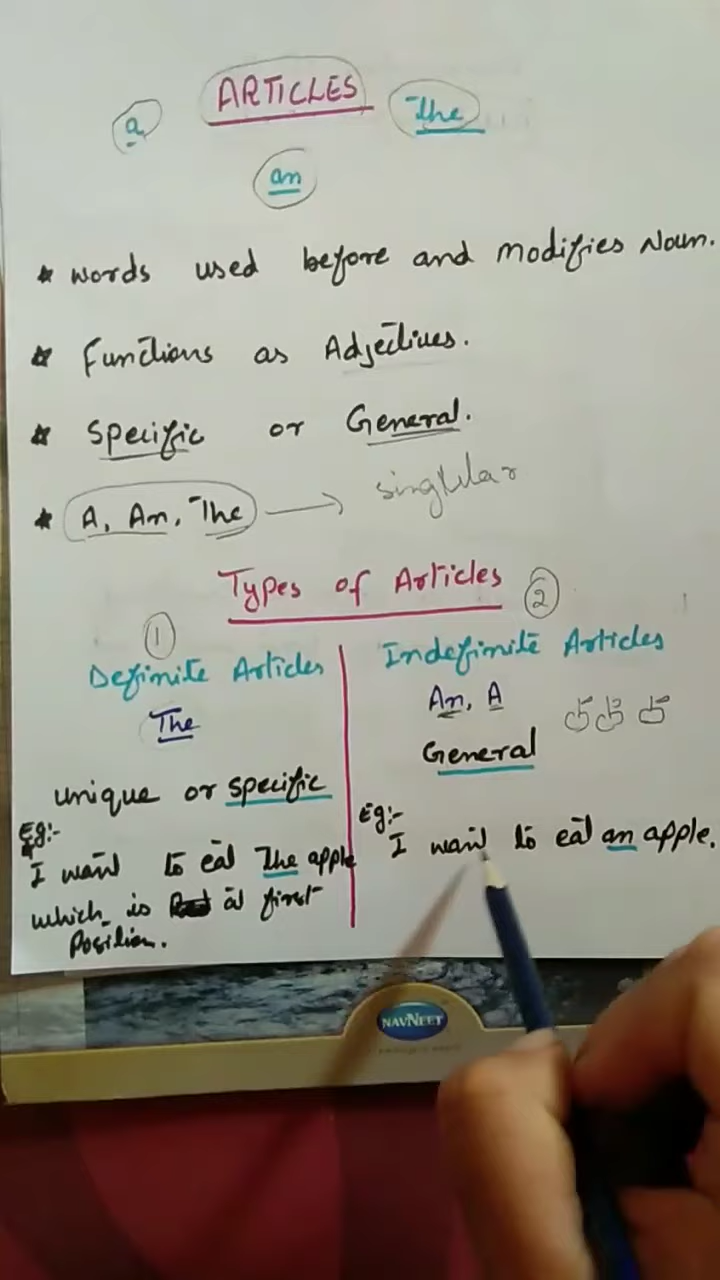 ARTICLES
a
The
an
* Words used before and modifies Noun.
* Functions as Adjectives.
* Specific or General.
* A, An, The → singular
Types of Articles
1
Definite Articles
The
unique or specific
Eg:-
I want to eat The apple
which is at first
Position.
2
Indefinite Articles
An, A
General
Eg:-
I want to eat an apple.
NAVNEET